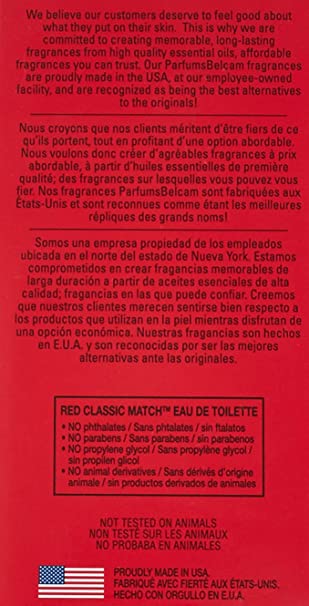 We believe our customers deserve to feel good about
what they put on their skin. This is why we are
committed to creating memorable, long-lasting
fragrances from high quality essential oils, affordable
fragrances you can trust. Our ParfumsBelcam fragrances
are proudly made in the USA, at our employee-owned
facility, and are recognized as being the best alternatives
to the originals!
Nous croyons que nos clients méritent d'être fiers de ce
qu'ils portent, tout en profitant d'une option abordable.
Nous voulons donc créer d'agréables fragrances à prix
abordable, à partir d'huiles essentielles de première
qualité; des fragrances sur lesquelles vous pouvez vous
fier. Nos fragrances ParfumsBelcam sont fabriquées aux
États-Unis et sont reconnues comme étant les meilleures
répliques des grands noms!
Somos una empresa propiedad de los empleados
ubicada en el norte del estado de Nueva York. Estamos
comprometidos en crear fragancias memorables de
larga duración a partir de aceites esenciales de alta
calidad; fragancias en las que puede confiar. Creemos
que nuestros clientes merecen sentirse bien respecto a
los productos que utilizan en la piel mientras disfrutan de
una opción económica. Nuestras fragancias son hechos
en E.U.A. y son reconocidas por ser las mejores
alternativas ante las originales.
RED CLASSIC MATCH™ EAU DE TOILETTE
• NO phthalates / Sans phtalates / sin ftalatos
• NO parabens / Sans parabens / sin parabenos
• NO propylene glycol / Sans propylène glycol /
sin propilen glicol
• NO animal derivatives / Sans dérivés d'origine
animale / sin productos derivados de animales
NOT TESTED ON ANIMALS
NON TESTÉ SUR LES ANIMAUX
NO PROBABA EN ANIMALES
PROUDLY MADE IN USA.
FABRIQUÉ AVEC FIERTÉ AUX ÉTATS-UNIS.
HECHO CON ORGULLO EN E.U.A.